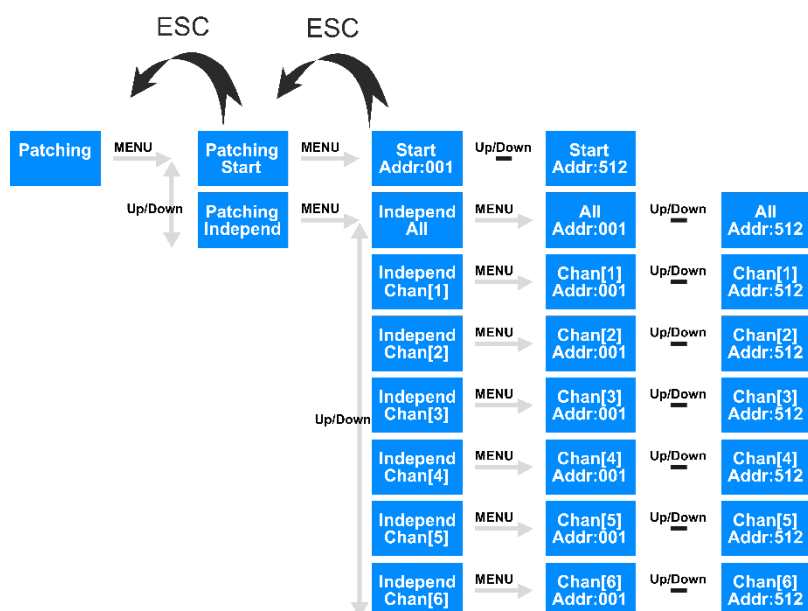 ESC
ESC
Patching
MENU
Patching
Start
MENU
Start
Addr:001
Up/Down
Start
Addr:512
Up/Down
Patching
Independ
MENU
Independ
All
MENU
All
Addr:001
Up/Down
All
Addr:512
Independ
Chan[1]
MENU
Chan[1]
Addr:001
Up/Down
Chan[1]
Addr:512
Independ
Chan[2]
MENU
Chan[2]
Addr:001
Up/Down
Chan[2]
Addr:512
Up/Down
Independ
Chan[3]
MENU
Chan[3]
Addr:001
Up/Down
Chan[3]
Addr:512
Independ
Chan[4]
MENU
Chan[4]
Addr:001
Up/Down
Chan[4]
Addr:512
Independ
Chan[5]
MENU
Chan[5]
Addr:001
Up/Down
Chan[5]
Addr:512
Independ
Chan[6]
MENU
Chan[6]
Addr:001
Up/Down
Chan[6]
Addr:512